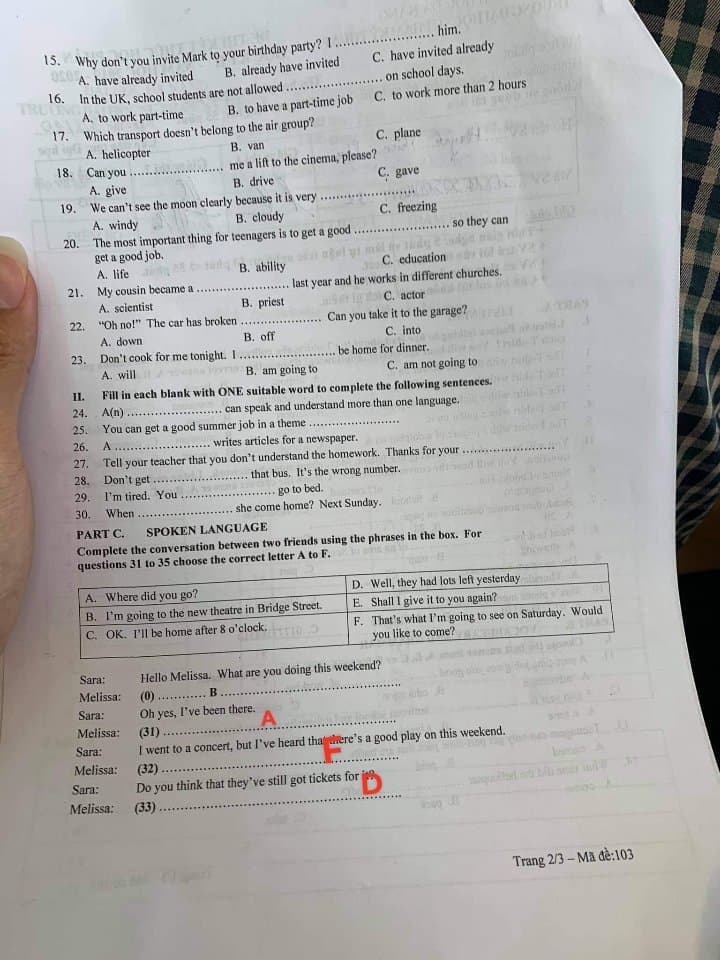 15. Why don't you invite Mark to your birthday party? I ........................ him.
A. have already invited B. already have invited C. have invited already
16. In the UK, school students are not allowed ........................ on school days.
A. to work part-time B. to have a part-time job C. to work more than 2 hours
17. Which transport doesn't belong to the air group?
A. helicopter B. van C. plane
18. Can you ........................ me a lift to the cinema, please?
A. give B. drive C. gave
19. We can't see the moon clearly because it is very ........................
A. windy B. cloudy C. freezing
20. The most important thing for teenagers is to get a good ........................ so they can
get a good job.
A. life B. ability C. education
21. My cousin became a ........................ last year and he works in different churches.
A. scientist B. priest C. actor
22. "Oh no!" The car has broken ........................ Can you take it to the garage?
A. down B. off C. into
23. Don't cook for me tonight. I ........................ be home for dinner.
A. will B. am going to C. am not going to
II. Fill in each blank with ONE suitable word to complete the following sentences.
24. A(n) ........................ can speak and understand more than one language.
25. You can get a good summer job in a theme ........................
26. A ........................ writes articles for a newspaper.
27. Tell your teacher that you don't understand the homework. Thanks for your ........................
28. Don't get ........................ that bus. It's the wrong number.
29. I'm tired. You ........................ go to bed.
30. When ........................ she come home? Next Sunday.
PART C. SPOKEN LANGUAGE
Complete the conversation between two friends using the phrases in the box. For
questions 31 to 35 choose the correct letter A to F.
A. Where did you go?
B. I'm going to the new theatre in Bridge Street.
C. OK. I'll be home after 8 o'clock.
D. Well, they had lots left yesterday
E. Shall I give it to you again?
F. That's what I'm going to see on Saturday. Would
you like to come?
Sara: Hello Melissa. What are you doing this weekend?
Melissa: (0) ............ B ................................................
Sara: Oh yes, I've been there.
Melissa: (31) ........................ A ........................
Sara: I went to a concert, but I've heard that there's a good play on this weekend.
Melissa: (32) ........................ F ........................
Sara: Do you think that they've still got tickets for it?
Melissa: (33) ........................ D ........................
Trang 2/3 – Mã đề:103